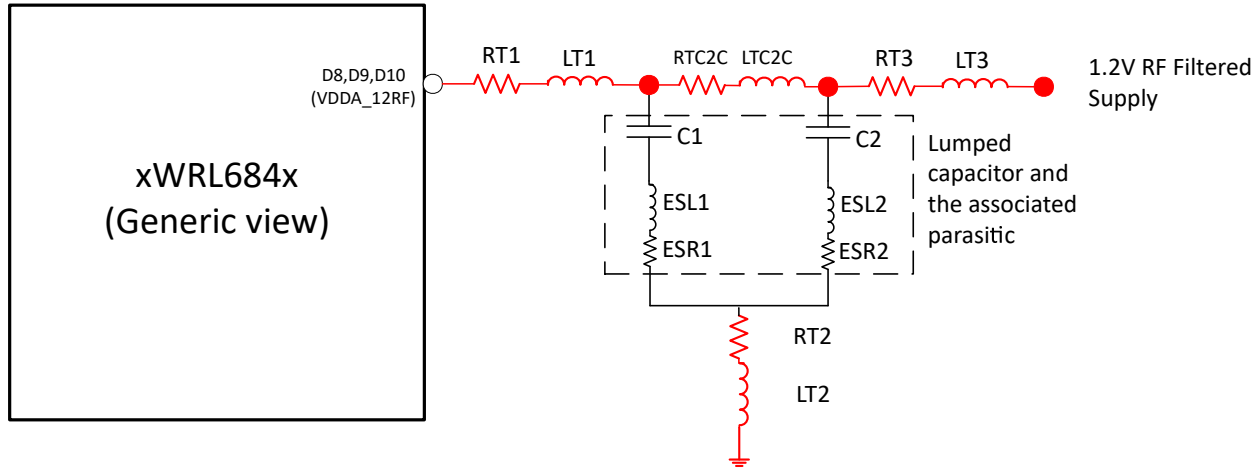 RT1
LT1
RTC2C
LTC2C
RT3
LT3
1.2V RF Filtered
Supply
D8,D9,D10
(VDDA_12RF)
C1
C2
Lumped
capacitor and
the associated
parasitic
xWRL684x
(Generic view)
ESL1
ESL2
ESR1
ESR2
RT2
LT2